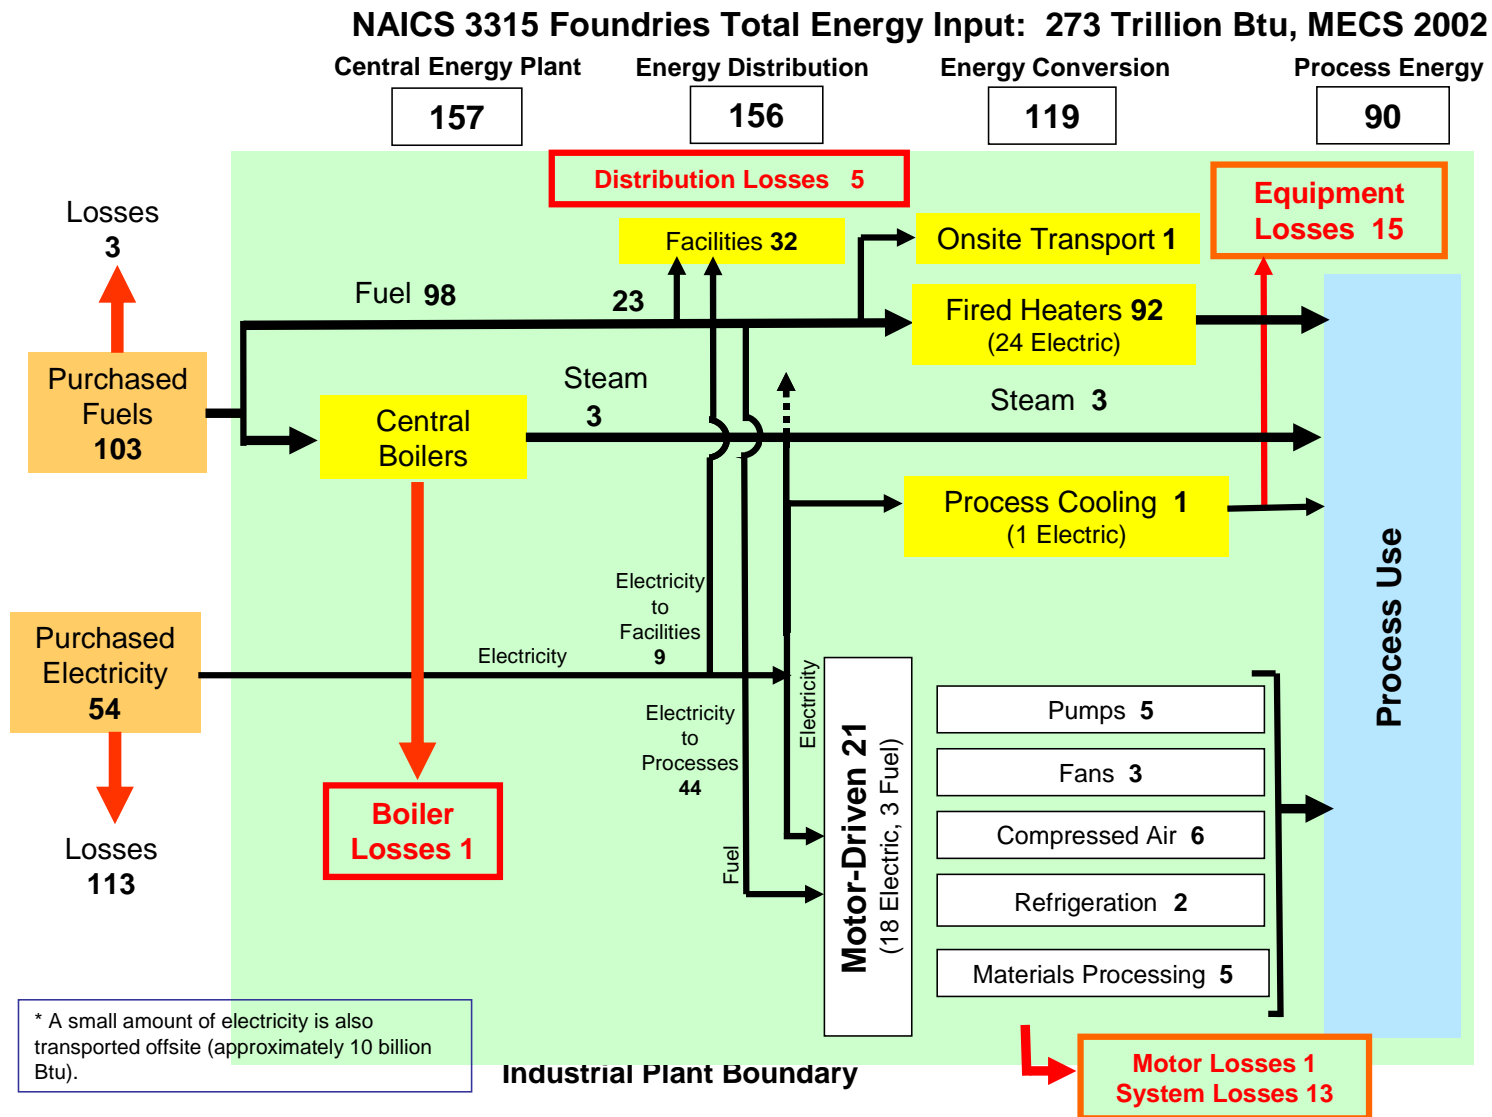 NAICS 3315 Foundries Total Energy Input:  273 Trillion Btu, MECS 2002
Central Energy Plant
Energy Distribution
Energy Conversion
Process Energy
157
156
119
90
Distribution Losses 5
Equipment
Losses 15
Losses
3
Facilities 32
Onsite Transport 1
Fuel 98
23
Fired Heaters 92
(24 Electric)
Purchased
Fuels
103
Steam
3
Steam 3
Central
Boilers
Process Cooling 1
(1 Electric)
Process Use
Electricity
to
Facilities
9
Purchased
Electricity
54
Electricity
Electricity
to
Processes
44
Electricity
Fuel
Motor-Driven 21
(18 Electric, 3 Fuel)
Pumps 5
Fans 3
Compressed Air 6
Refrigeration 2
Materials Processing 5
Boiler
Losses 1
Losses
113
* A small amount of electricity is also
transported offsite (approximately 10 billion
Btu).
Industrial Plant Boundary
Motor Losses 1
System Losses 13